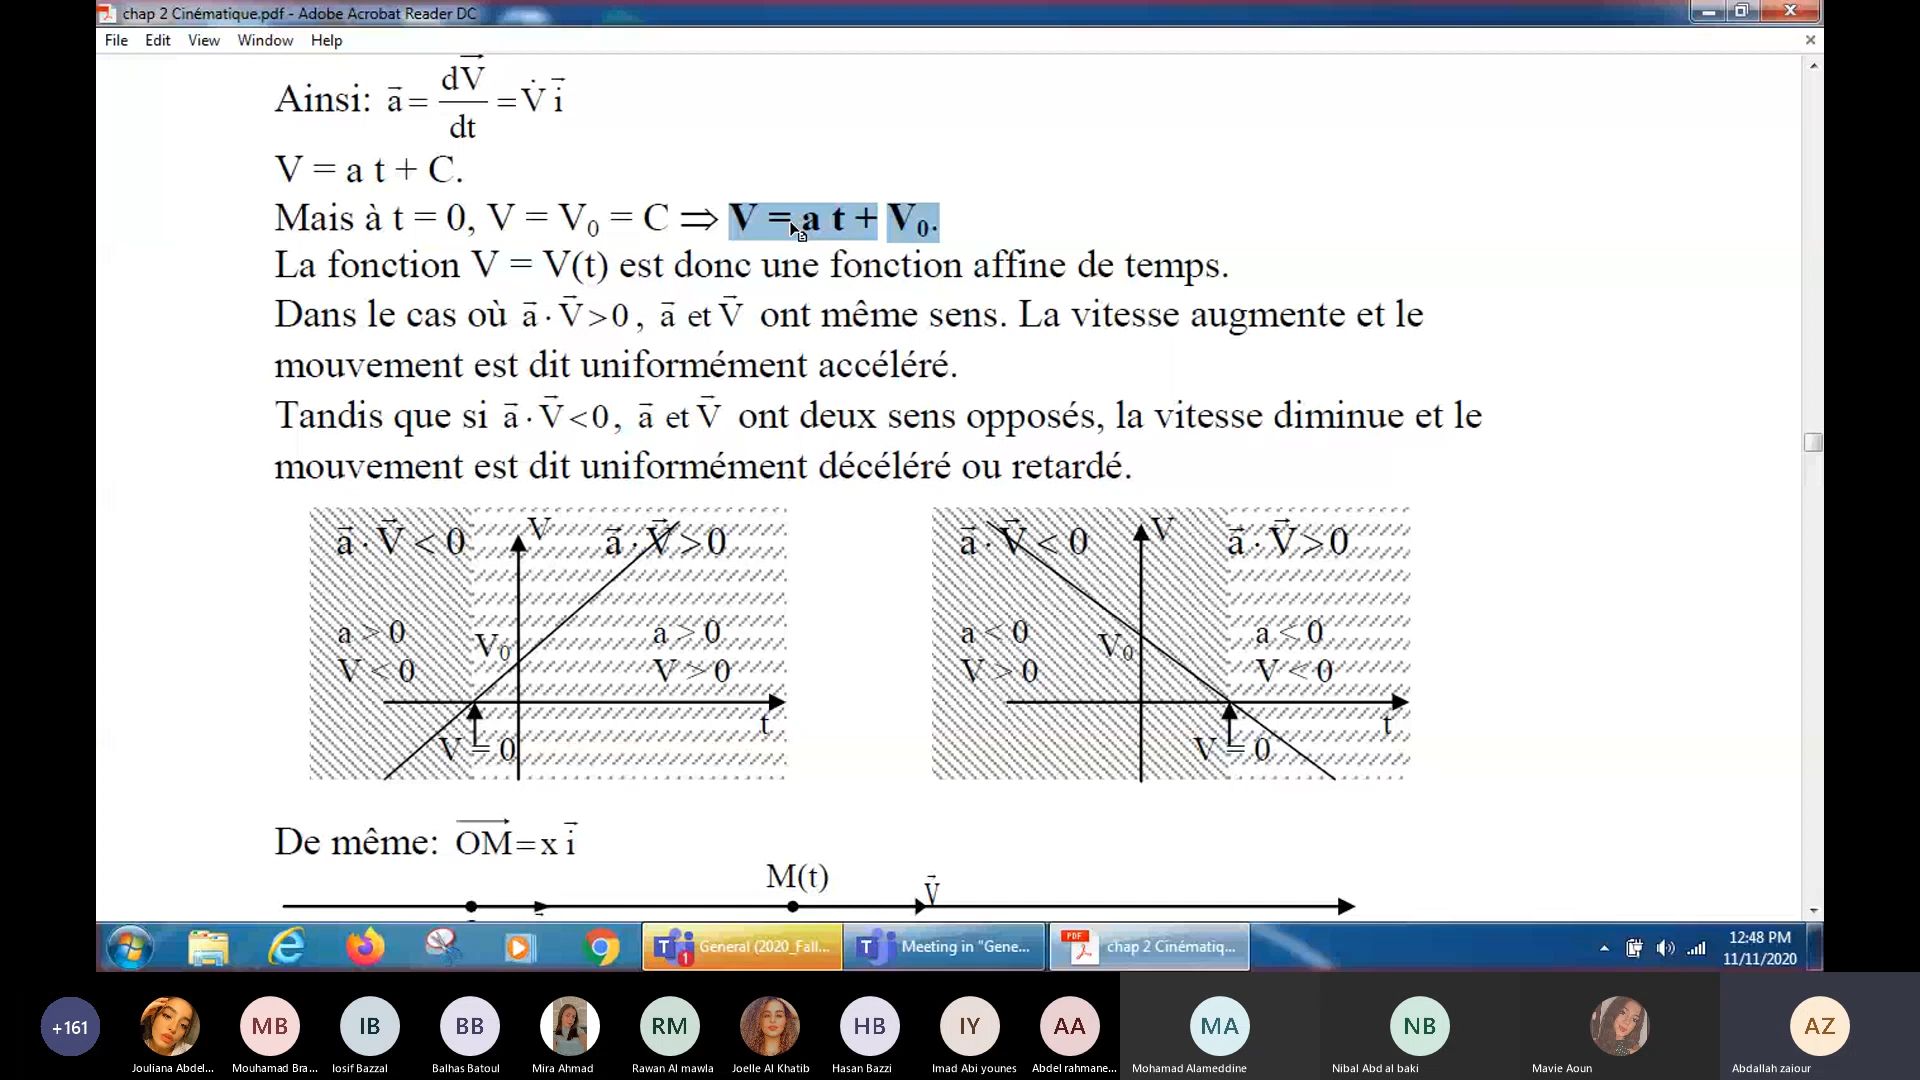 chap 2 Cinématique.pdf - Adobe Acrobat Reader DC
File Edit View Window Help
Ainsi: a⃗ = dV⃗/dt = V̇ i⃗
V = a t + C.
Mais à t = 0, V = V₀ = C ⇒ V = a t + V₀.
La fonction V = V(t) est donc une fonction affine de temps.
Dans le cas où a⃗ · V⃗ > 0, a⃗ et V⃗ ont même sens. La vitesse augmente et le
mouvement est dit uniformément accéléré.
Tandis que si a⃗ · V⃗ < 0, a⃗ et V⃗ ont deux sens opposés, la vitesse diminue et le
mouvement est dit uniformément décéléré ou retardé.
a⃗ · V⃗ < 0 V a⃗ · V⃗ > 0
a > 0 a > 0
V₀
V < 0 V > 0
t
V = 0
a⃗ · V⃗ < 0 V a⃗ · V⃗ > 0
a < 0 a < 0
V₀
V > 0 V < 0
t
V = 0
De même: OM⃗ = x i⃗
M(t) V⃗
General (2020_Fall... Meeting in "Gene... chap 2 Cinématiq...
1
PDF
12:48 PM
11/11/2020
+161 MB IB BB RM HB IY AA MA NB AZ
Jouliana Abdel... Mouhamad Bra... Iosif Bazzal Balhas Batoul Mira Ahmad Rawan Al mawla Joelle Al Khatib Hasan Bazzi Imad Abi younes Abdel rahmane... Mohamad Alameddine Nibal Abd al baki Mavie Aoun Abdallah zaiour